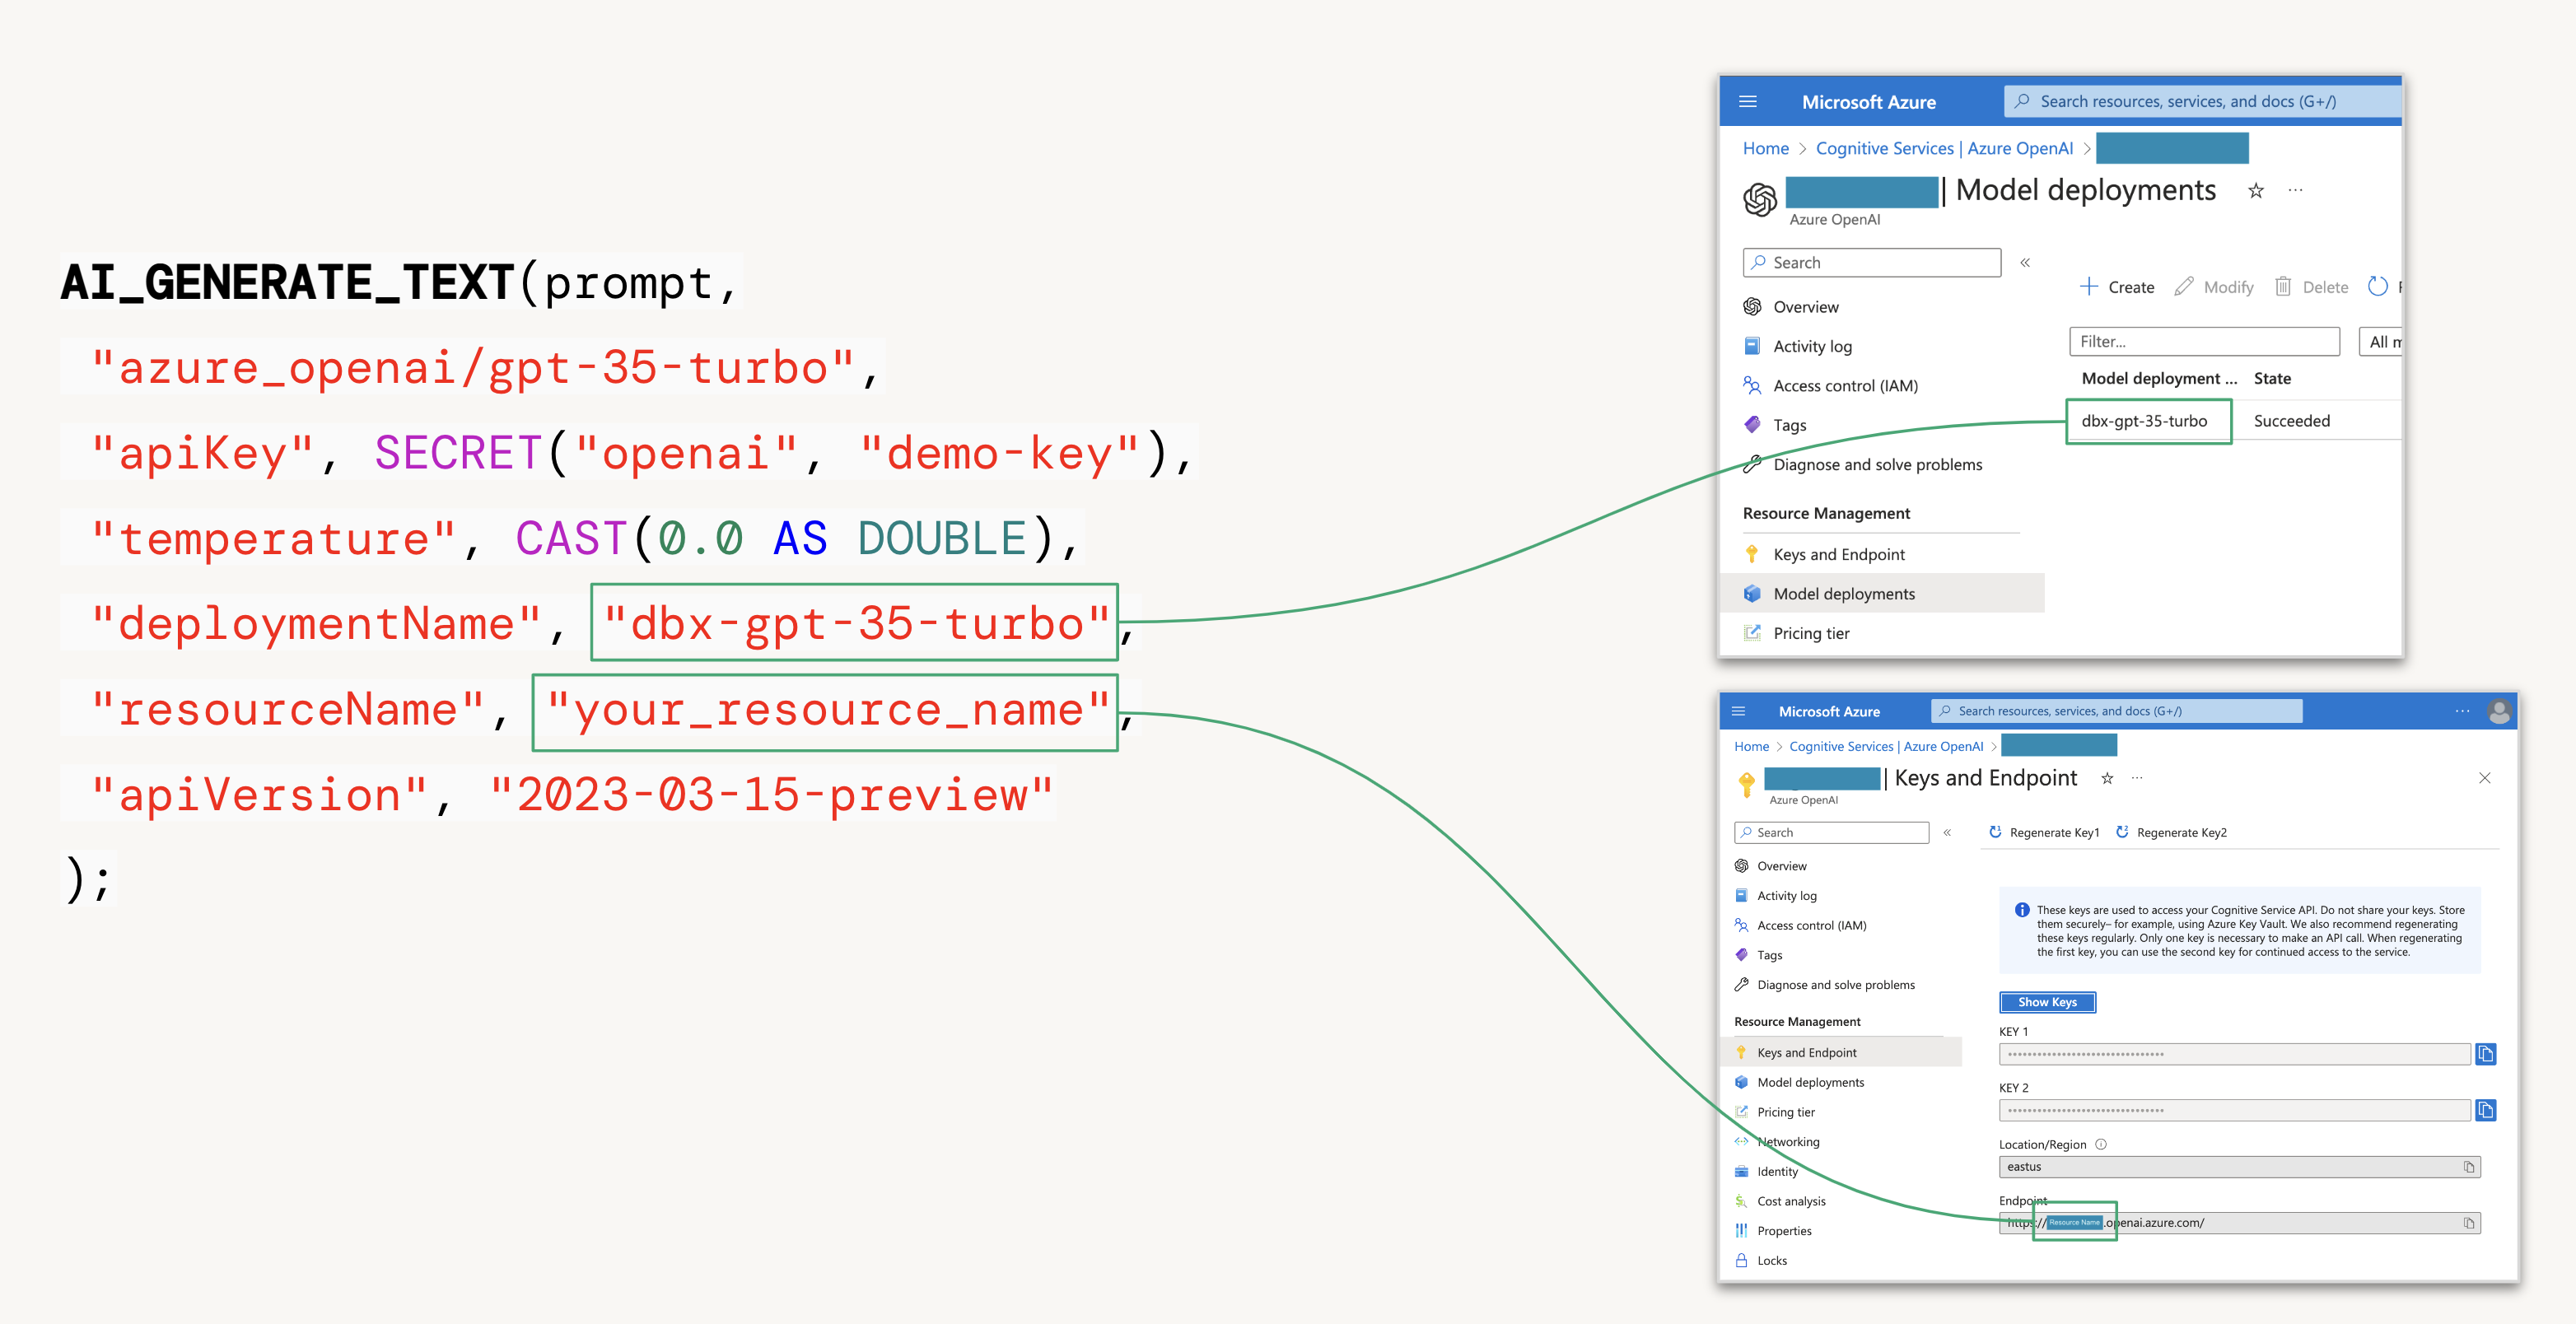 AI_GENERATE_TEXT(prompt,
"azure_openai/gpt-35-turbo",
"apiKey", SECRET("openai", "demo-key"),
"temperature", CAST(0.0 AS DOUBLE),
"deploymentName", "dbx-gpt-35-turbo",
"resourceName", "your_resource_name",
"apiVersion", "2023-03-15-preview"
);
Microsoft Azure
Search resources, services, and docs (G+/)
Home > Cognitive Services | Azure OpenAI >
| Model deployments
Azure OpenAI
Search
Overview
Activity log
Access control (IAM)
Tags
Diagnose and solve problems
Resource Management
Keys and Endpoint
Model deployments
Pricing tier
Create
Modify
Delete
Filter...
All
Model deployment ... State
dbx-gpt-35-turbo Succeeded
Microsoft Azure
Search resources, services, and docs (G+/)
Home > Cognitive Services | Azure OpenAI >
| Keys and Endpoint
Azure OpenAI
Search
Overview
Activity log
Access control (IAM)
Tags
Diagnose and solve problems
Resource Management
Keys and Endpoint
Model deployments
Pricing tier
Networking
Identity
Cost analysis
Properties
Locks
Regenerate Key1 Regenerate Key2
These keys are used to access your Cognitive Service API. Do not share your keys. Store
them securely– for example, using Azure Key Vault. We also recommend regenerating
these keys regularly. Only one key is necessary to make an API call. When regenerating
the first key, you can use the second key for continued access to the service.
Show Keys
KEY 1
KEY 2
Location/Region
eastus
Endpoint
https://Resource Name.openai.azure.com/